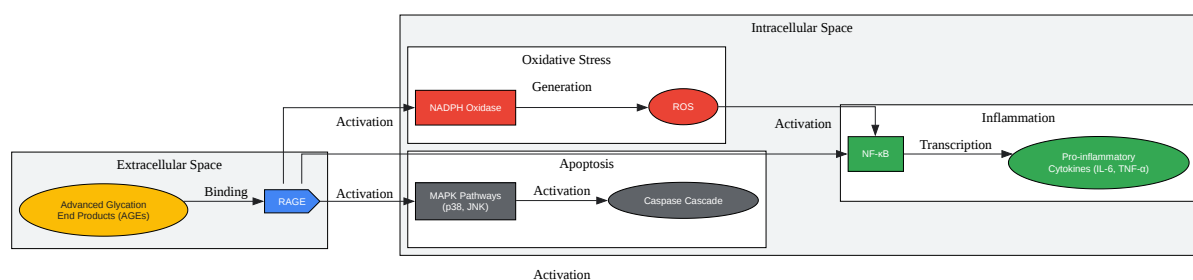 Intracellular Space
Oxidative Stress
NADPH Oxidase
Generation
ROS
Activation
Activation
Inflammation
NF-κB
Transcription
Pro-inflammatory
Cytokines (IL-6, TNF-α)
Extracellular Space
Advanced Glycation
End Products (AGEs)
Binding
RAGE
Activation
Apoptosis
MAPK Pathways
(p38, JNK)
Activation
Caspase Cascade
Activation